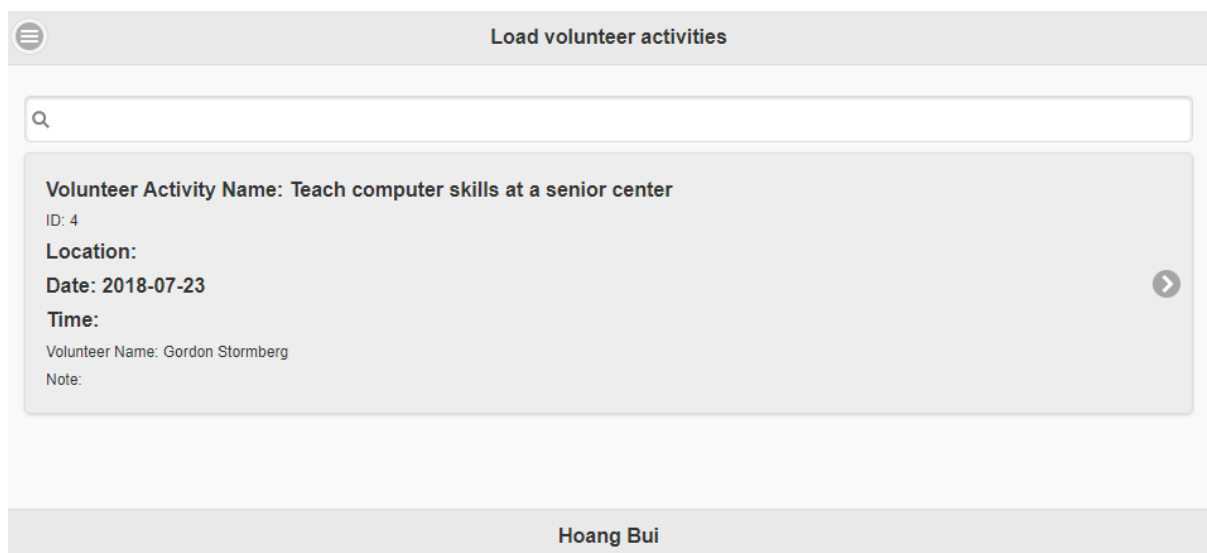 Load volunteer activities
Volunteer Activity Name: Teach computer skills at a senior center
ID: 4
Location:
Date: 2018-07-23
Time:
Volunteer Name: Gordon Stormberg
Note:
Hoang Bui